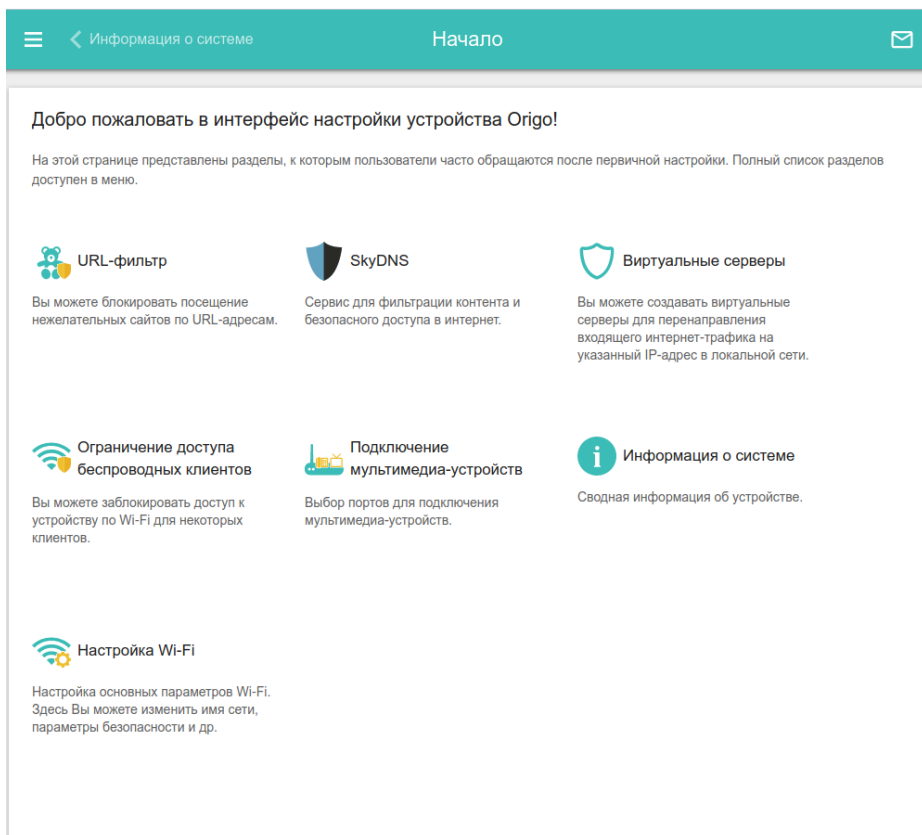 Информация о системе
Начало
Добро пожаловать в интерфейс настройки устройства Origo!
На этой странице представлены разделы, к которым пользователи часто обращаются после первичной настройки. Полный список разделов
доступен в меню.
URL-фильтр
Вы можете блокировать посещение
нежелательных сайтов по URL-адресам.
SkyDNS
Сервис для фильтрации контента и
безопасного доступа в интернет.
Виртуальные серверы
Вы можете создавать виртуальные
серверы для перенаправления
входящего интернет-трафика на
указанный IP-адрес в локальной сети.
Ограничение доступа
беспроводных клиентов
Вы можете заблокировать доступ к
устройству по Wi-Fi для некоторых
клиентов.
Подключение
мультимедиа-устройств
Выбор портов для подключения
мультимедиа-устройств.
Информация о системе
Сводная информация об устройстве.
Настройка Wi-Fi
Настройка основных параметров Wi-Fi.
Здесь Вы можете изменить имя сети,
параметры безопасности и др.